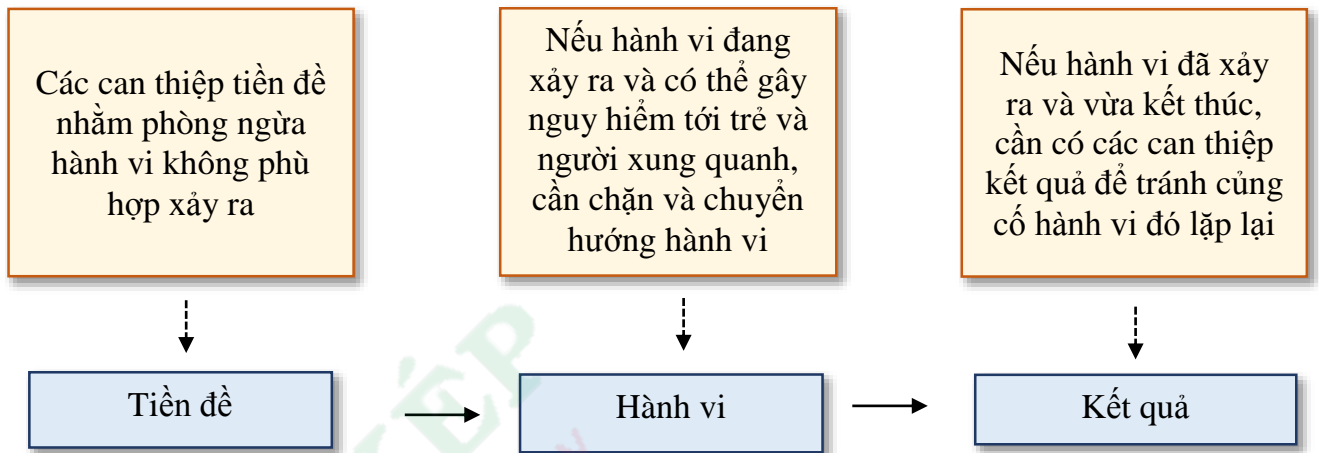 Các can thiệp tiền đề
nhằm phòng ngừa
hành vi không phù
hợp xảy ra
Nếu hành vi đang
xảy ra và có thể gây
nguy hiểm tới trẻ và
người xung quanh,
cần chặn và chuyển
hướng hành vi
Nếu hành vi đã xảy
ra và vừa kết thúc,
cần có các can thiệp
kết quả để tránh củng
cố hành vi đó lặp lại
Tiền đề
Hành vi
Kết quả